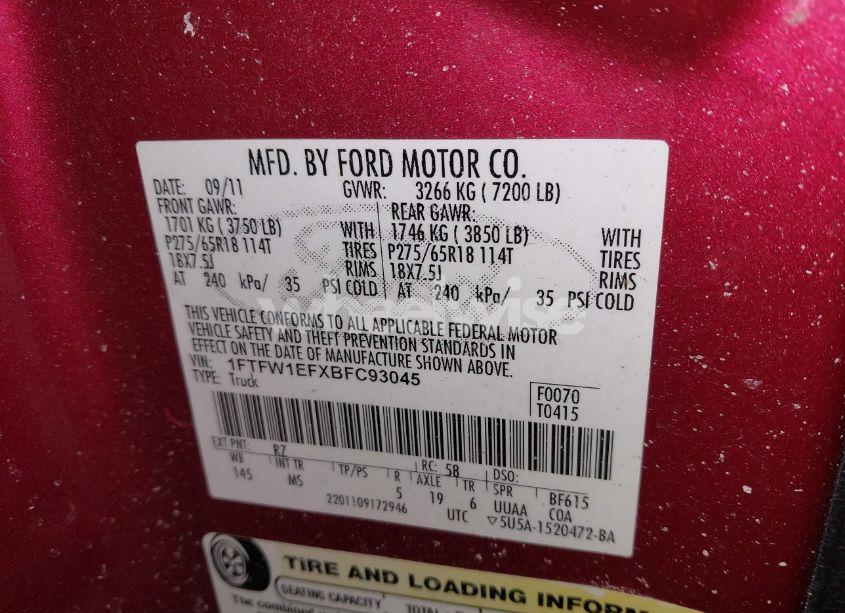 MFD. BY FORD MOTOR CO.
DATE: 09/11 GVWR: 3266 KG ( 7200 LB)
FRONT GAWR: REAR GAWR:
1701 KG ( 3750 LB) WITH 1746 KG ( 3850 LB) WITH
P275/65R18 114T TIRES P275/65R18 114T TIRES
18X7.5J RIMS 18X7.5J RIMS
AT 240 kPa/ 35 PSI COLD AT 240 kPa/ 35 PSI COLD
THIS VEHICLE CONFORMS TO ALL APPLICABLE FEDERAL MOTOR
VEHICLE SAFETY AND THEFT PREVENTION STANDARDS IN
EFFECT ON THE DATE OF MANUFACTURE SHOWN ABOVE.
VIN: 1FTFW1EFXBFC93045
TYPE: Truck
F0070
T0415
EXT PNT: RZ RC: 58 DSO:
WB INT TR TP/PS R AXLE TR SPR BF615
145 MS 5 19 6 UUAA COA
2201109172946 UTC ▽5U5A-1520472-BA
TIRE AND LOADING INFORM
SEATING CAPACITY TOTAL
wheelwise